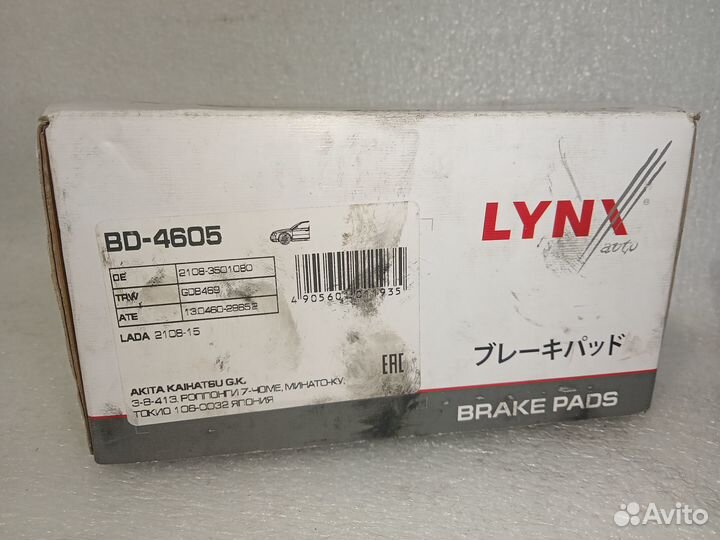 BD-4605
OE 2108-3501080
TRW GDB469
ATE 13.0460-2865.2
LADA 2108-15
AKITA KAIHATSU G.K.
3-8-413, РОППОНГИ 7-ЧОМЕ, МИНАТО-КУ,
ТОКИО 106-0032 ЯПОНИЯ
EAC
LYNX
auto
®
ブレーキパッド
BRAKE PADS
Avito